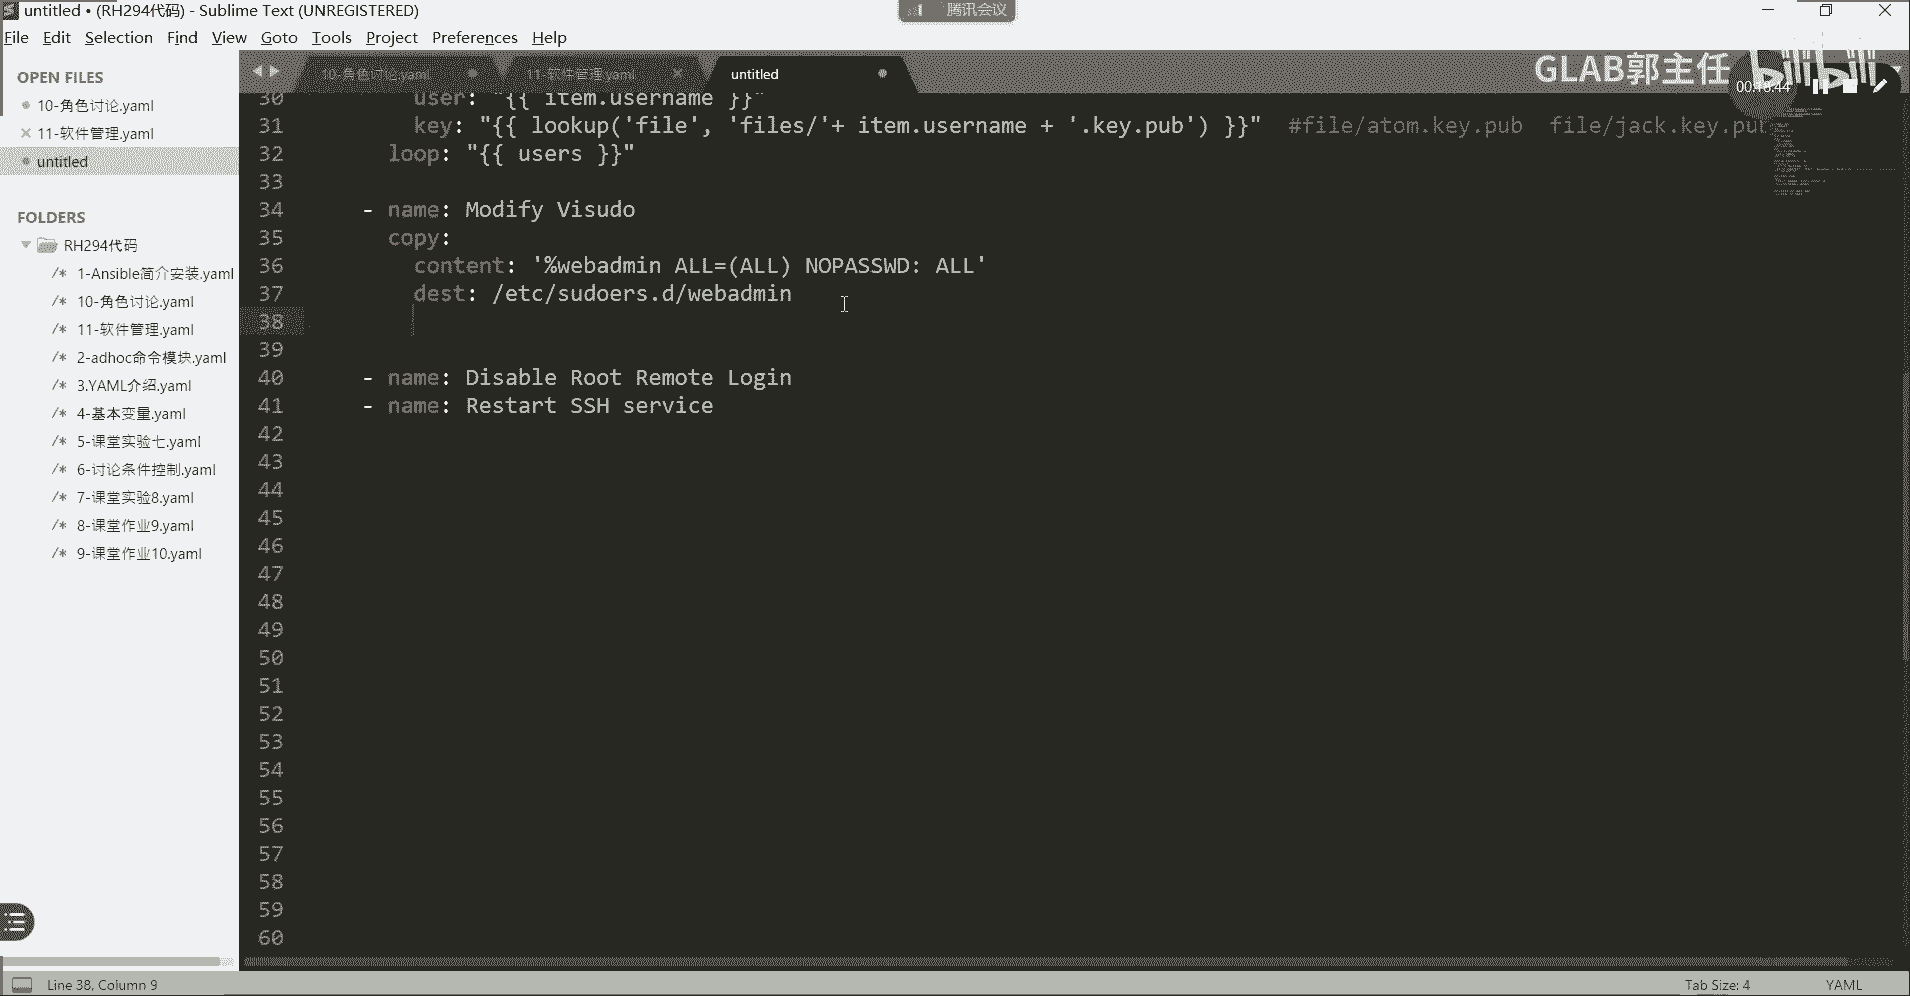 untitled • (RH294代码) - Sublime Text (UNREGISTERED)
腾讯会议
File Edit Selection Find View Goto Tools Project Preferences Help
OPEN FILES
10-角色讨论.yaml
11-软件管理.yaml
untitled
FOLDERS
RH294代码
/* 1-Ansible简介安装.yaml
/* 10-角色讨论.yaml
/* 11-软件管理.yaml
/* 2-adhoc命令模块.yaml
/* 3.YAML介绍.yaml
/* 4-基本变量.yaml
/* 5-课堂实验七.yaml
/* 6-讨论条件控制.yaml
/* 7-课堂实验8.yaml
/* 8-课堂作业9.yaml
/* 9-课堂作业10.yaml
10-角色讨论.yaml 11-软件管理.yaml untitled
GLAB郭主任 bilibili
30 user: "{{ item.username }}"
31 key: "{{ lookup('file', 'files/'+ item.username + '.key.pub') }}" #file/atom.key.pub file/jack.key.pub
32 loop: "{{ users }}"
33
34 - name: Modify Visudo
35 copy:
36 content: '%webadmin ALL=(ALL) NOPASSWD: ALL'
37 dest: /etc/sudoers.d/webadmin
38
39
40 - name: Disable Root Remote Login
41 - name: Restart SSH service
42
43
44
45
46
47
48
49
50
51
52
53
54
55
56
57
58
59
60
Line 38, Column 9
Tab Size: 4
YAML